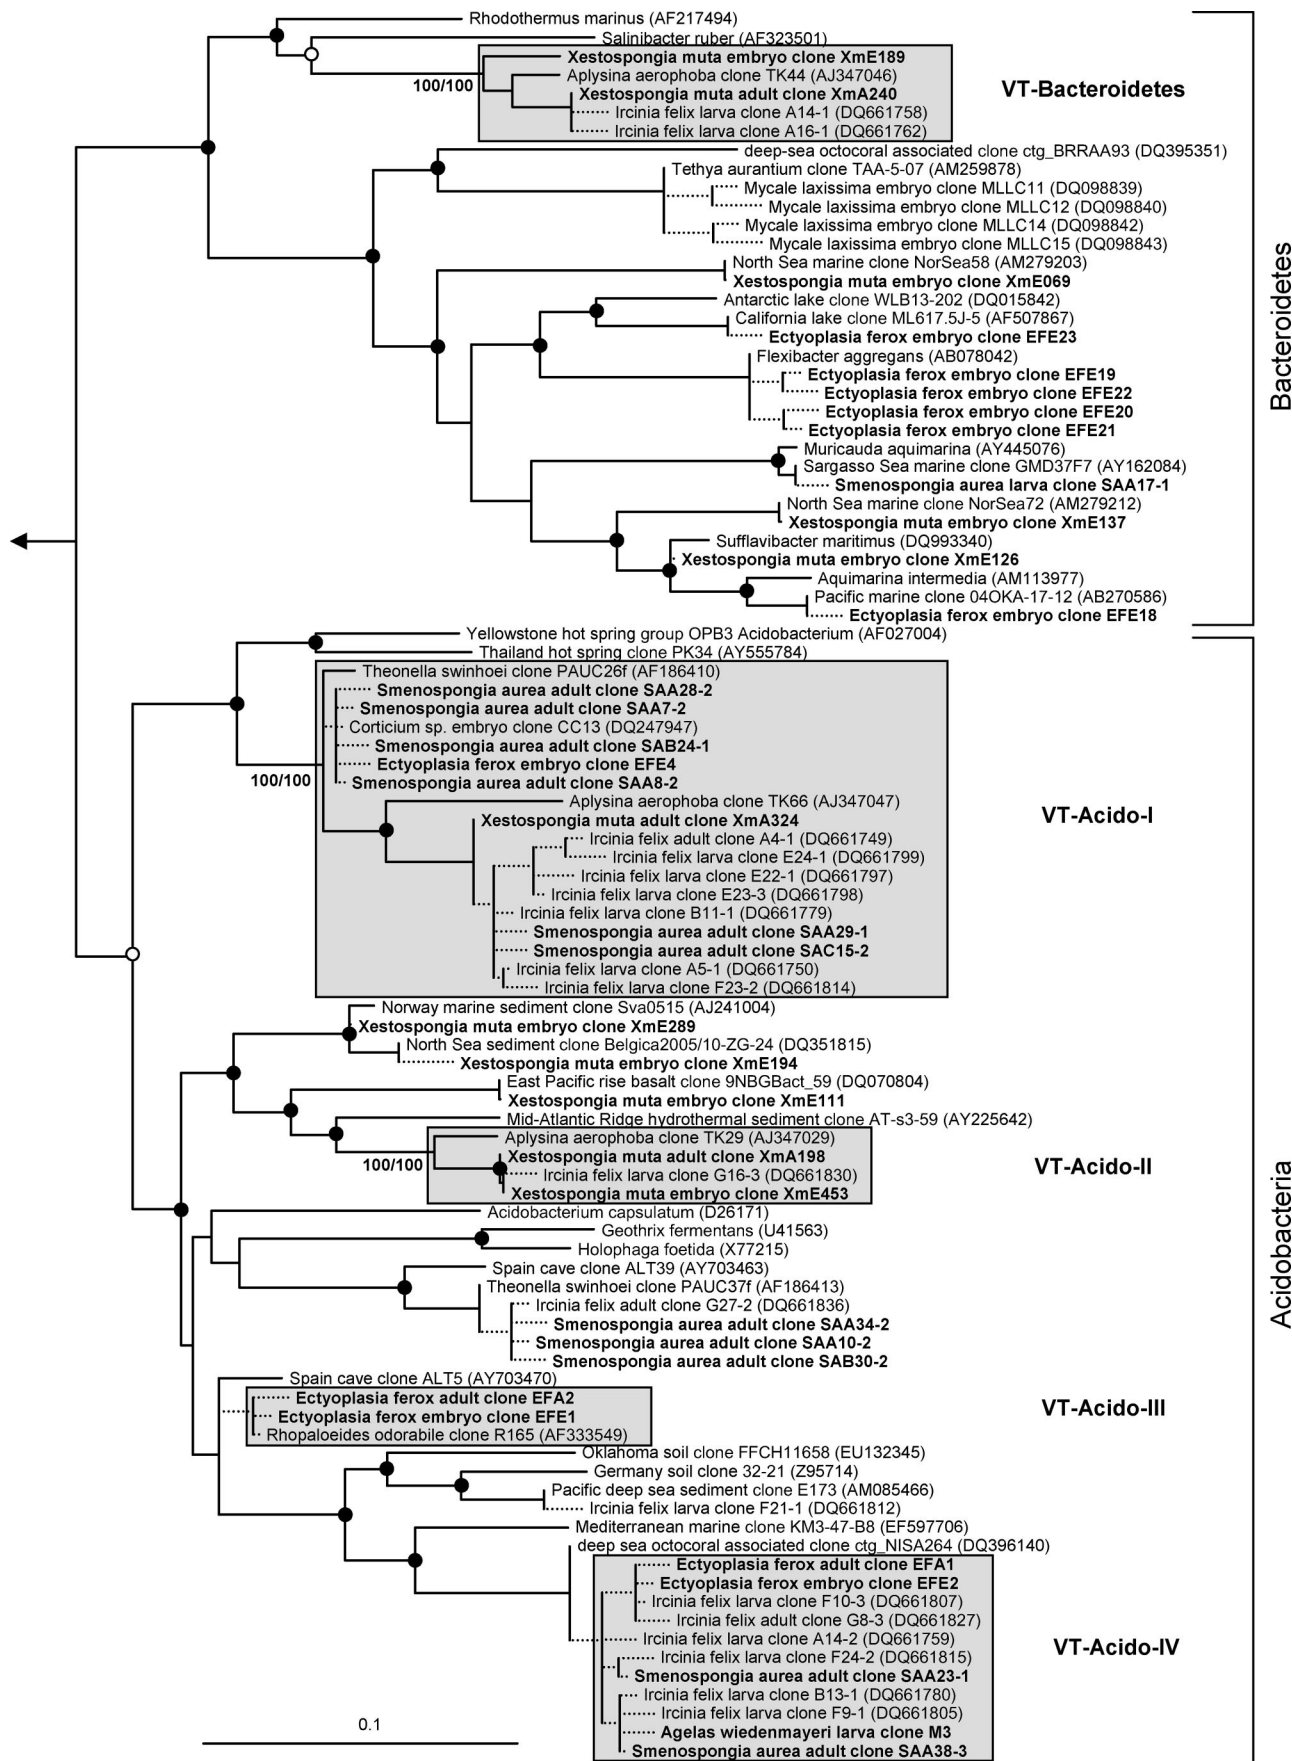 Rhodothermus marinus (AF217494)
Salinibacter ruber (AF323501)
Xestospongia muta embryo clone XmE189
100/100
Aplysina aerophoba clone TK44 (AJ347046)
VT-Bacteroidetes
Xestospongia muta adult clone XmA240
Ircinia felix larva clone A14-1 (DQ661758)
Ircinia felix larva clone A16-1 (DQ661762)
deep-sea octocoral associated clone ctg_BRRAA93 (DQ395351)
Tethya aurantium clone TAA-5-07 (AM259878)
Mycale laxissima embryo clone MLLC11 (DQ098839)
Mycale laxissima embryo clone MLLC12 (DQ098840)
Mycale laxissima embryo clone MLLC14 (DQ098842)
Mycale laxissima embryo clone MLLC15 (DQ098843)
North Sea marine clone NorSea58 (AM279203)
Xestospongia muta embryo clone XmE069
Antarctic lake clone WLB13-202 (DQ015842)
California lake clone ML617.5J-5 (AF507867)
Ectyoplasia ferox embryo clone EFE23
Bacteroidetes
Flexibacter aggregans (AB078042)
Ectyoplasia ferox embryo clone EFE19
Ectyoplasia ferox embryo clone EFE22
Ectyoplasia ferox embryo clone EFE20
Ectyoplasia ferox embryo clone EFE21
Muricauda aquimarina (AY445076)
Sargasso Sea marine clone GMD37F7 (AY162084)
Smenospongia aurea larva clone SAA17-1
North Sea marine clone NorSea72 (AM279212)
Xestospongia muta embryo clone XmE137
Sufflavibacter maritimus (DQ993340)
Xestospongia muta embryo clone XmE126
Aquimarina intermedia (AM113977)
Pacific marine clone 04OKA-17-12 (AB270586)
Ectyoplasia ferox embryo clone EFE18
Yellowstone hot spring group OPB3 Acidobacterium (AF027004)
Thailand hot spring clone PK34 (AY555784)
Theonella swinhoei clone PAUC26f (AF186410)
Smenospongia aurea adult clone SAA28-2
Smenospongia aurea adult clone SAA7-2
Corticium sp. embryo clone CC13 (DQ247947)
Smenospongia aurea adult clone SAB24-1
Ectyoplasia ferox embryo clone EFE4
100/100
Smenospongia aurea adult clone SAA8-2
Aplysina aerophoba clone TK66 (AJ347047)
VT-Acido-I
Xestospongia muta adult clone XmA324
Ircinia felix adult clone A4-1 (DQ661749)
Ircinia felix larva clone E24-1 (DQ661799)
Ircinia felix larva clone E22-1 (DQ661797)
Ircinia felix larva clone E23-3 (DQ661798)
Ircinia felix larva clone B11-1 (DQ661779)
Smenospongia aurea adult clone SAA29-1
Smenospongia aurea adult clone SAC15-2
Ircinia felix larva clone A5-1 (DQ661750)
Ircinia felix larva clone F23-2 (DQ661814)
Norway marine sediment clone Sva0515 (AJ241004)
Xestospongia muta embryo clone XmE289
North Sea sediment clone Belgica2005/10-ZG-24 (DQ351815)
Xestospongia muta embryo clone XmE194
East Pacific rise basalt clone 9NBGBact_59 (DQ070804)
Xestospongia muta embryo clone XmE111
Mid-Atlantic Ridge hydrothermal sediment clone AT-s3-59 (AY225642)
Aplysina aerophoba clone TK29 (AJ347029)
100/100
Xestospongia muta adult clone XmA198
VT-Acido-II
Ircinia felix larva clone G16-3 (DQ661830)
Xestospongia muta embryo clone XmE453
Acidobacterium capsulatum (D26171)
Geothrix fermentans (U41563)
Holophaga foetida (X77215)
Acidobacteria
Spain cave clone ALT39 (AY703463)
Theonella swinhoei clone PAUC37f (AF186413)
Ircinia felix adult clone G27-2 (DQ661836)
Smenospongia aurea adult clone SAA34-2
Smenospongia aurea adult clone SAA10-2
Smenospongia aurea adult clone SAB30-2
Spain cave clone ALT5 (AY703470)
Ectyoplasia ferox adult clone EFA2
VT-Acido-III
Ectyoplasia ferox embryo clone EFE1
Rhopaloeides odorabile clone R165 (AF333549)
Oklahoma soil clone FFCH11658 (EU132345)
Germany soil clone 32-21 (Z95714)
Pacific deep sea sediment clone E173 (AM085466)
Ircinia felix larva clone F21-1 (DQ661812)
Mediterranean marine clone KM3-47-B8 (EF597706)
deep sea octocoral associated clone ctg_NISA264 (DQ396140)
Ectyoplasia ferox adult clone EFA1
Ectyoplasia ferox embryo clone EFE2
Ircinia felix larva clone F10-3 (DQ661807)
Ircinia felix adult clone G8-3 (DQ661827)
Ircinia felix larva clone A14-2 (DQ661759)
VT-Acido-IV
Ircinia felix larva clone F24-2 (DQ661815)
Smenospongia aurea adult clone SAA23-1
Ircinia felix larva clone B13-1 (DQ661780)
Ircinia felix larva clone F9-1 (DQ661805)
0.1
Agelas wiedenmayeri larva clone M3
Smenospongia aurea adult clone SAA38-3